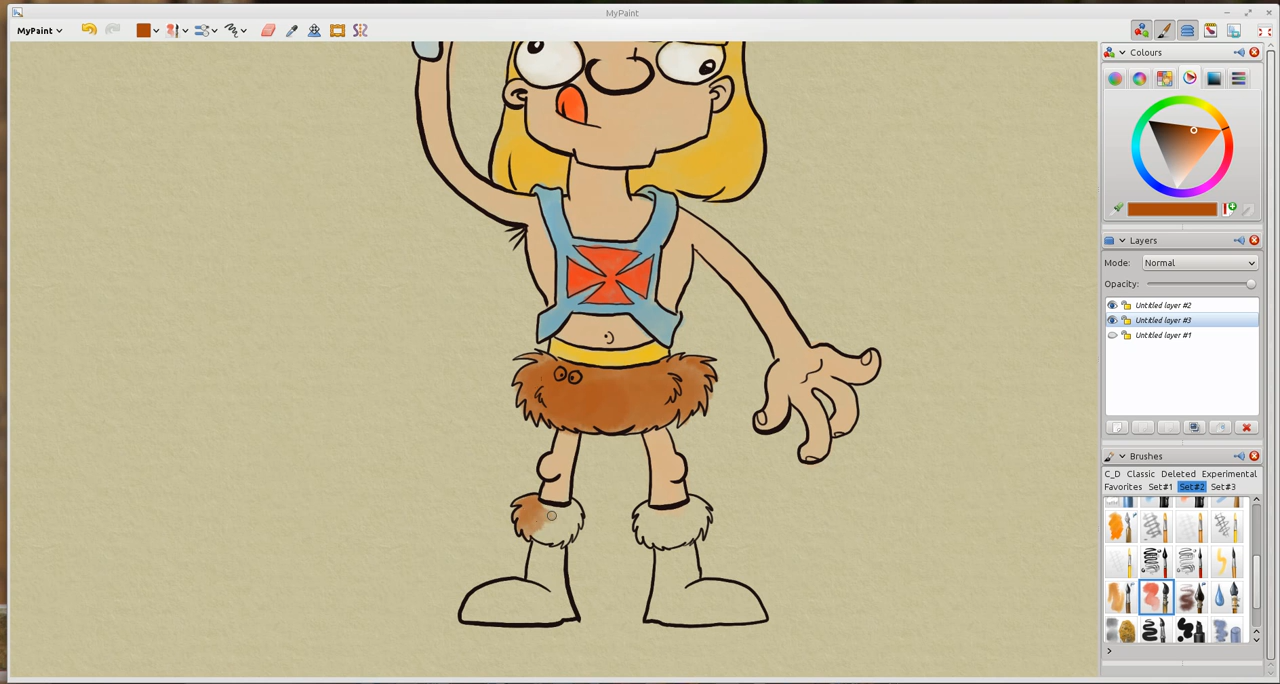 MyPaint
MyPaint
Colours
Layers
Mode: Normal
Opacity:
Untitled layer #2
Untitled layer #3
Untitled layer #1
Brushes
C_D Classic Deleted Experimental
Favorites Set#1 Set#2 Set#3